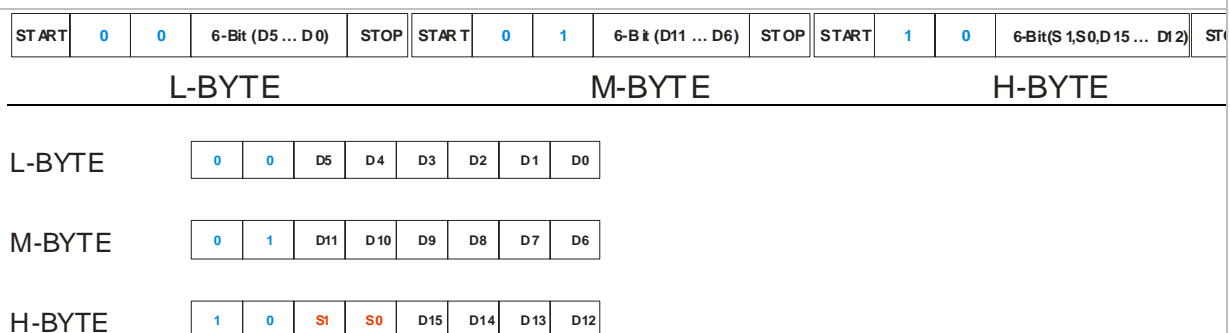 START 0 0 6-Bit (D5 ... D0) STOP START 0 1 6-Bit (D11 ... D6) STOP START 1 0 6-Bit(S1,S0,D15 ... D12)
L-BYTE M-BYTE H-BYTE
L-BYTE 0 0 D5 D4 D3 D2 D1 D0
M-BYTE 0 1 D11 D10 D9 D8 D7 D6
H-BYTE 1 0 S1 S0 D15 D14 D13 D12